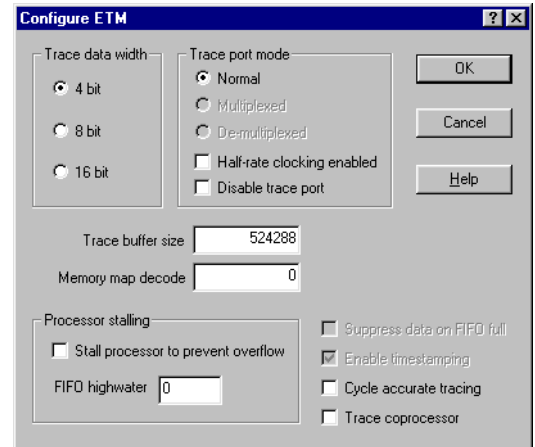 Configure ETM
Trace data width
4 bit
8 bit
16 bit
Trace port mode
Normal
Multiplexed
De-multiplexed
Half-rate clocking enabled
Disable trace port
OK
Cancel
Help
Trace buffer size 524288
Memory map decode 0
Processor stalling
Stall processor to prevent overflow
FIFO highwater 0
Suppress data on FIFO full
Enable timestamping
Cycle accurate tracing
Trace coprocessor